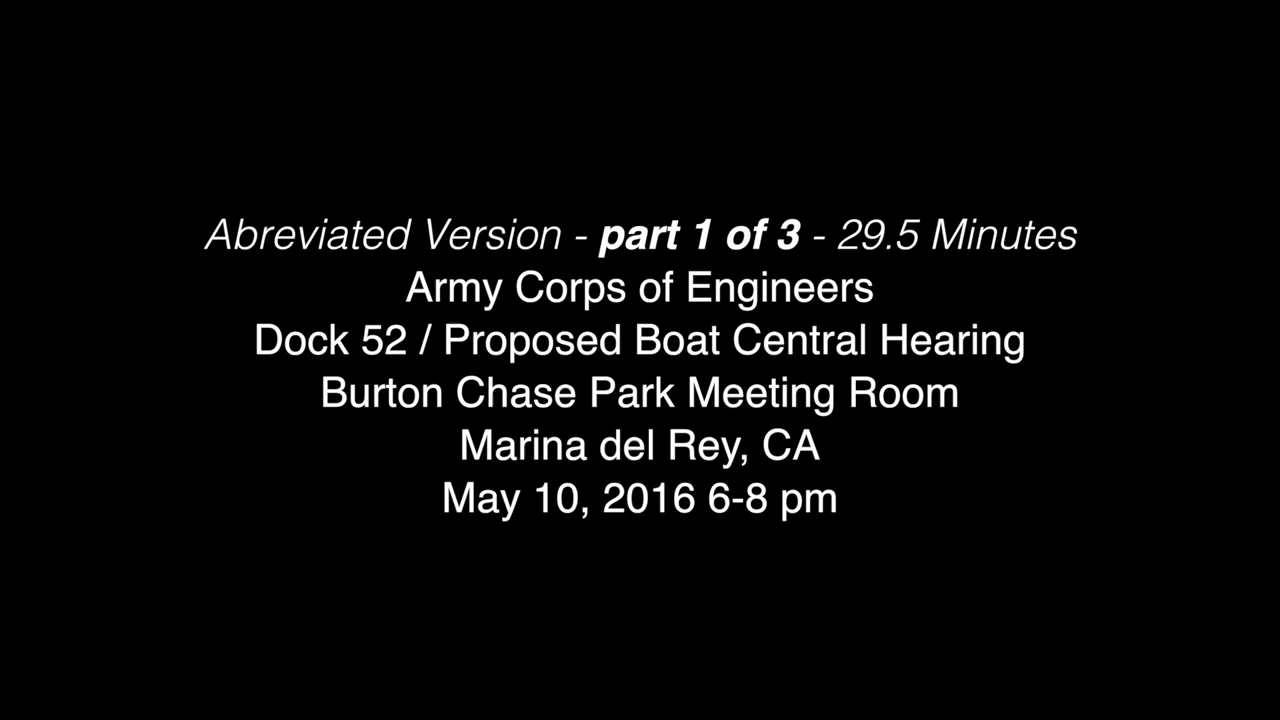 Abreviated Version - part 1 of 3 - 29.5 Minutes
Army Corps of Engineers
Dock 52 / Proposed Boat Central Hearing
Burton Chase Park Meeting Room
Marina del Rey, CA
May 10, 2016 6-8 pm